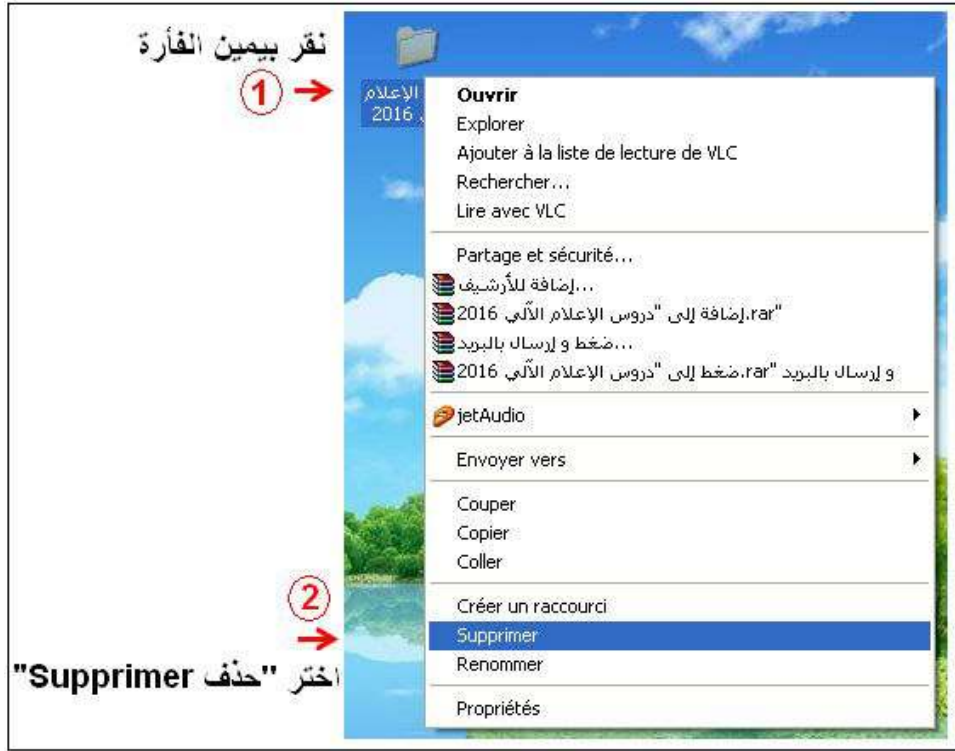 نقر بيمين الفأرة
1
الإعلام
2016
Ouvrir
Explorer
Ajouter à la liste de lecture de VLC
Rechercher...
Lire avec VLC
Partage et sécurité...
إضافة للأرشيف...
إضافة إلى "دروس الإعلام الآلي 2016.rar"
ضغط و إرسال بالبريد...
ضغط إلى "دروس الإعلام الآلي 2016.rar" و إرسال بالبريد
jetAudio
Envoyer vers
Couper
Copier
Coller
Créer un raccourci
2
Supprimer
Renommer
اختر "حذف Supprimer"
Propriétés